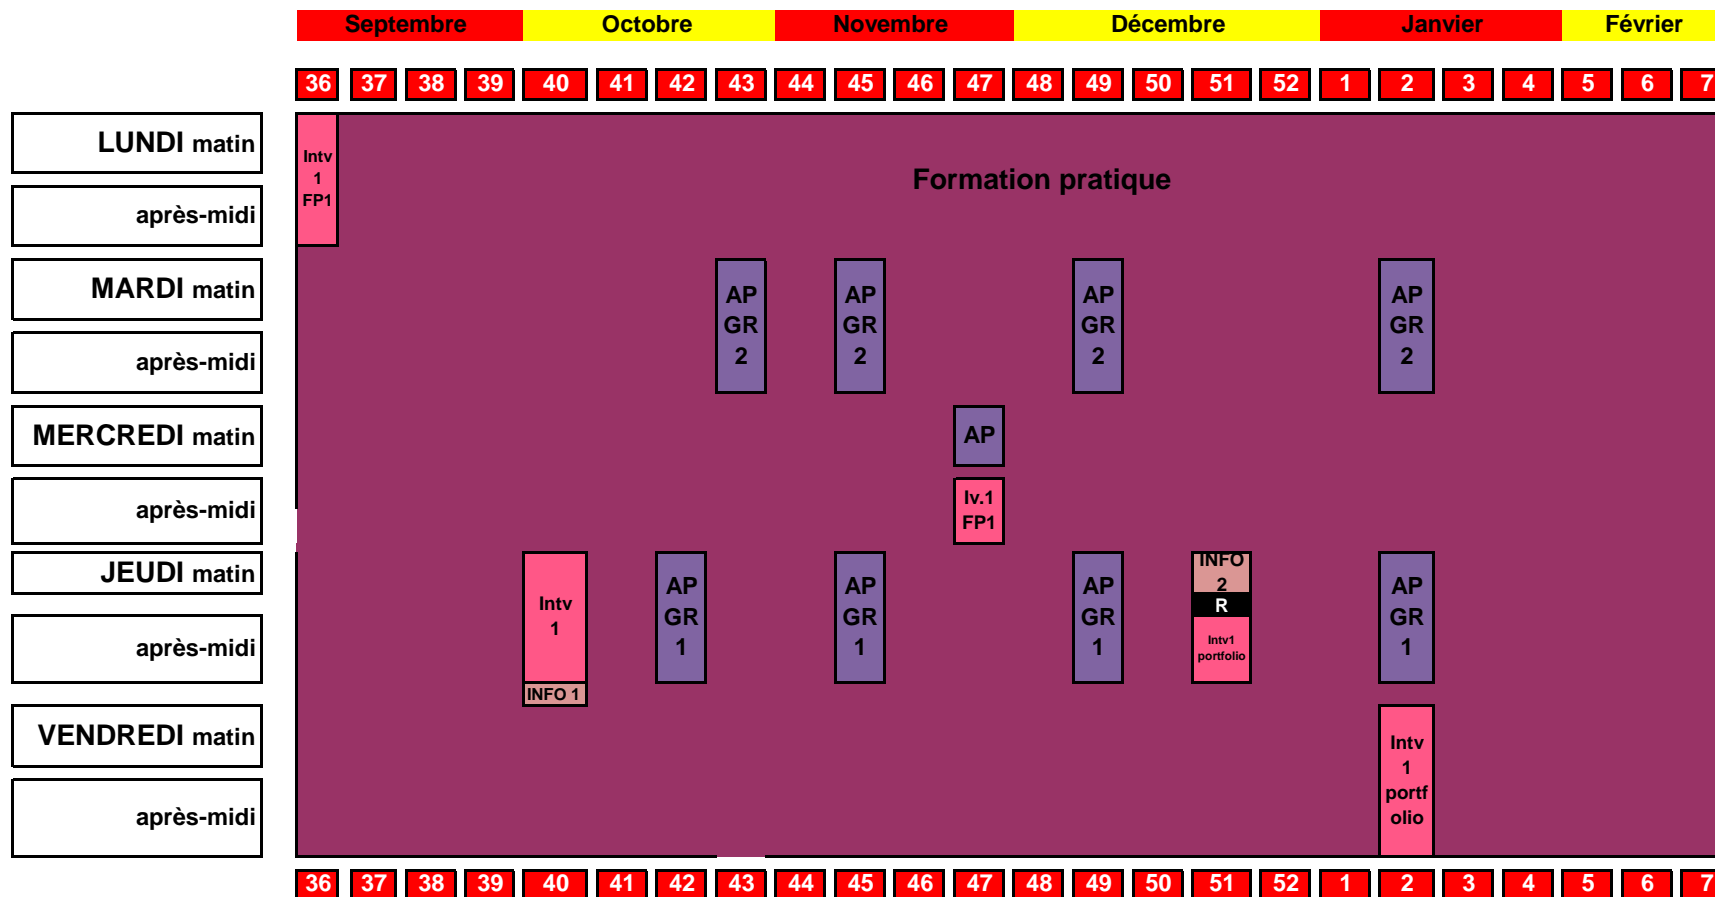 Septembre Octobre Novembre Décembre Janvier Février
36 37 38 39 40 41 42 43 44 45 46 47 48 49 50 51 52 1 2 3 4 5 6 7
LUNDI matin
après-midi
Intv
1
FP1
Formation pratique
MARDI matin
après-midi
AP
GR
2
AP
GR
2
AP
GR
2
AP
GR
2
MERCREDI matin
AP
après-midi
Iv.1
FP1
JEUDI matin
après-midi
Intv
1
INFO 1
AP
GR
1
AP
GR
1
AP
GR
1
INFO
2
R
Intv1
portfolio
AP
GR
1
VENDREDI matin
après-midi
Intv
1
portf
olio
36 37 38 39 40 41 42 43 44 45 46 47 48 49 50 51 52 1 2 3 4 5 6 7